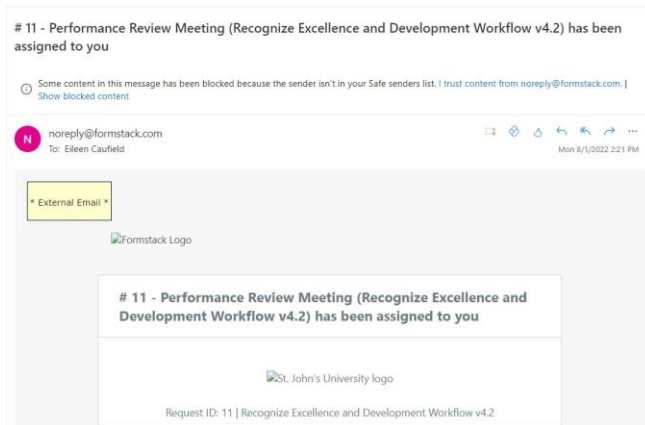 # 11 - Performance Review Meeting (Recognize Excellence and Development Workflow v4.2) has been
assigned to you
Some content in this message has been blocked because the sender isn't in your Safe senders list. I trust content from noreply@formstack.com. |
Show blocked content
N
noreply@formstack.com
To: Eileen Caufield
Mon 8/1/2022 2:21 PM
* External Email *
Formstack Logo
# 11 - Performance Review Meeting (Recognize Excellence and
Development Workflow v4.2) has been assigned to you
St. John's University logo
Request ID: 11 | Recognize Excellence and Development Workflow v4.2